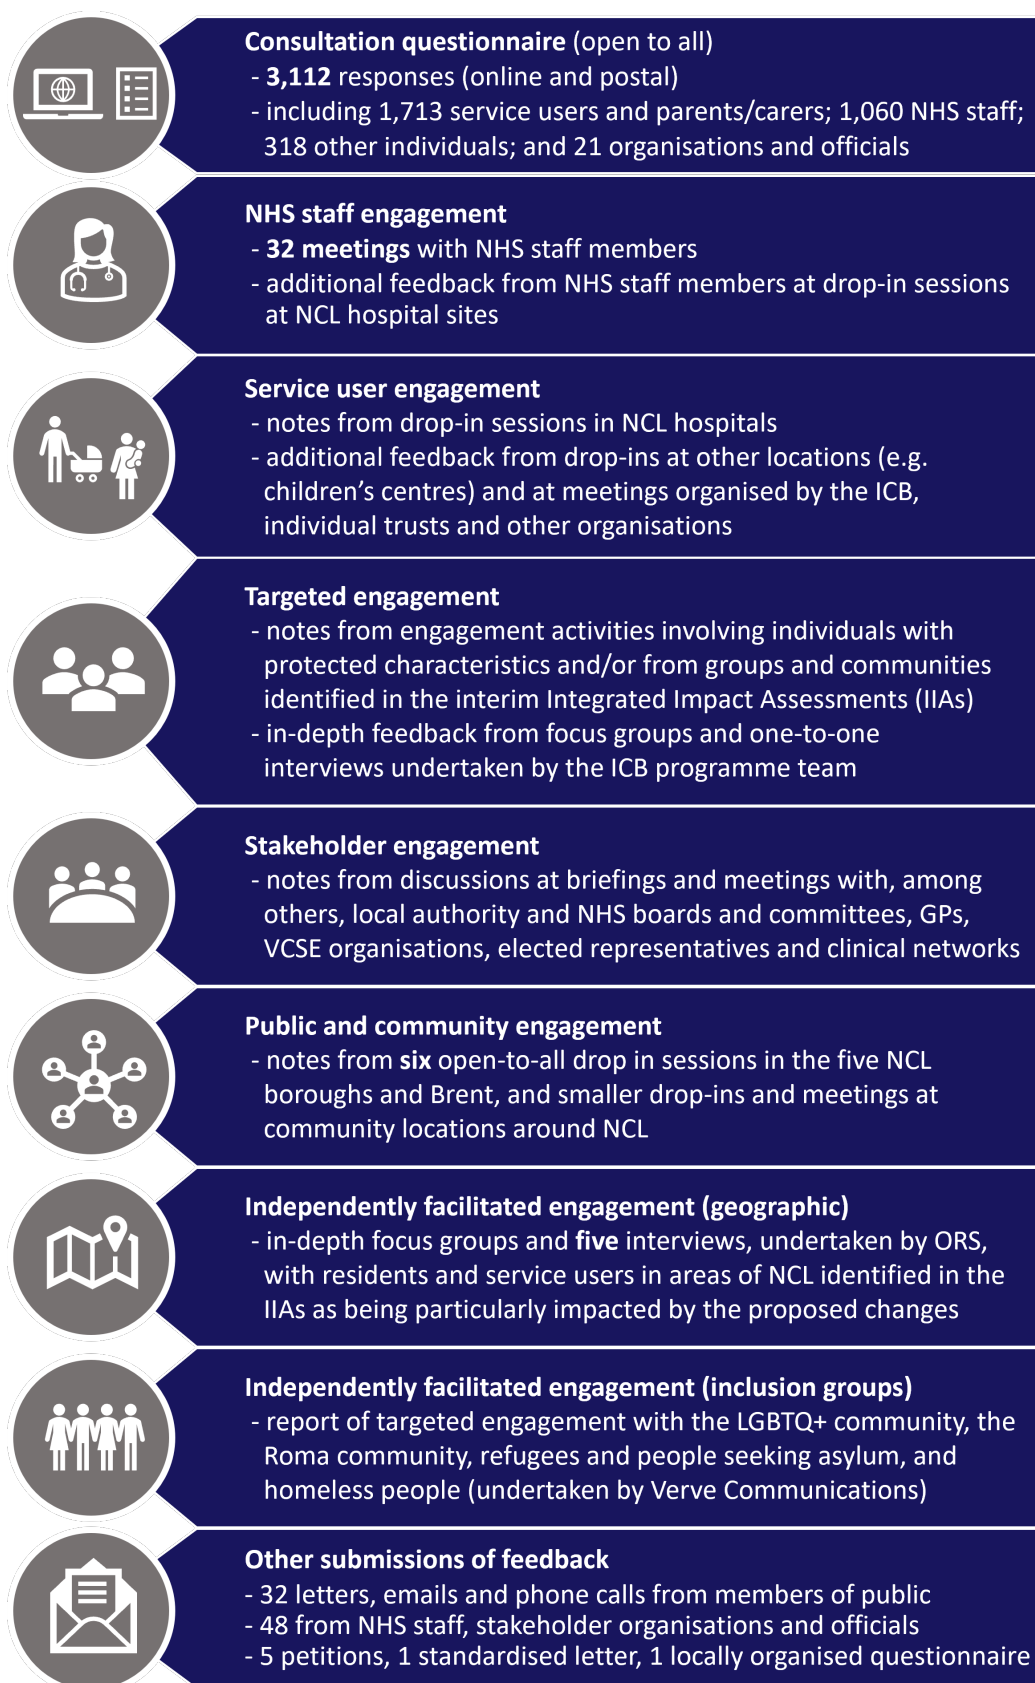 Consultation questionnaire (open to all)
- 3,112 responses (online and postal)
- including 1,713 service users and parents/carers; 1,060 NHS staff;
318 other individuals; and 21 organisations and officials
NHS staff engagement
- 32 meetings with NHS staff members
- additional feedback from NHS staff members at drop-in sessions
at NCL hospital sites
Service user engagement
- notes from drop-in sessions in NCL hospitals
- additional feedback from drop-ins at other locations (e.g.
children’s centres) and at meetings organised by the ICB,
individual trusts and other organisations
Targeted engagement
- notes from engagement activities involving individuals with
protected characteristics and/or from groups and communities
identified in the interim Integrated Impact Assessments (IIAs)
- in-depth feedback from focus groups and one-to-one
interviews undertaken by the ICB programme team
Stakeholder engagement
- notes from discussions at briefings and meetings with, among
others, local authority and NHS boards and committees, GPs,
VCSE organisations, elected representatives and clinical networks
Public and community engagement
- notes from six open-to-all drop in sessions in the five NCL
boroughs and Brent, and smaller drop-ins and meetings at
community locations around NCL
Independently facilitated engagement (geographic)
- in-depth focus groups and five interviews, undertaken by ORS,
with residents and service users in areas of NCL identified in the
IIAs as being particularly impacted by the proposed changes
Independently facilitated engagement (inclusion groups)
- report of targeted engagement with the LGBTQ+ community, the
Roma community, refugees and people seeking asylum, and
homeless people (undertaken by Verve Communications)
Other submissions of feedback
- 32 letters, emails and phone calls from members of public
- 48 from NHS staff, stakeholder organisations and officials
- 5 petitions, 1 standardised letter, 1 locally organised questionnaire